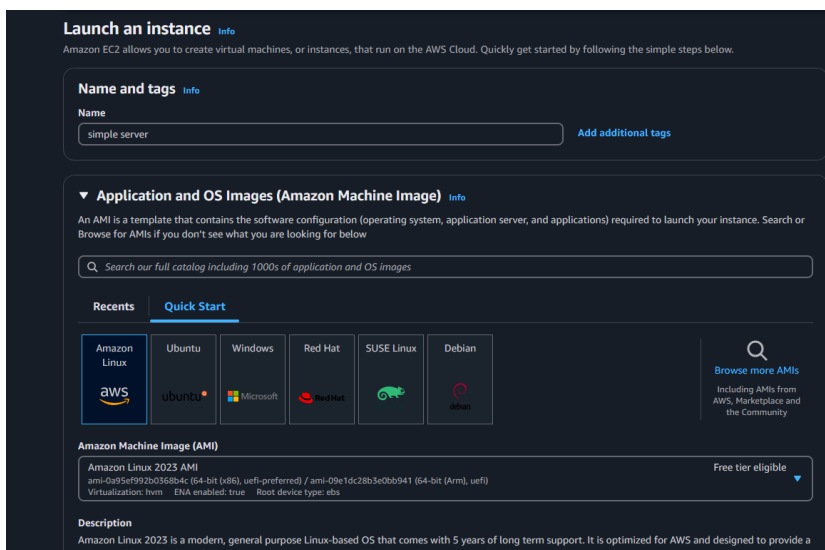 Launch an instance Info
Amazon EC2 allows you to create virtual machines, or instances, that run on the AWS Cloud. Quickly get started by following the simple steps below.
Name and tags Info
Name
simple server
Add additional tags
Application and OS Images (Amazon Machine Image) Info
An AMI is a template that contains the software configuration (operating system, application server, and applications) required to launch your instance. Search or
Browse for AMIs if you don't see what you are looking for below
Search our full catalog including 1000s of application and OS images
Recents
Quick Start
Amazon
Linux
aws
Ubuntu
ubuntu
Windows
Microsoft
Red Hat
Red Hat
SUSE Linux
Debian
debian
Browse more AMIs
Including AMIs from
AWS, Marketplace and
the Community
Amazon Machine Image (AMI)
Amazon Linux 2023 AMI
Free tier eligible
ami-0a95ef992b0368b4c (64-bit (x86), uefi-preferred) / ami-09e1dc28b3e0bb941 (64-bit (Arm), uefi)
Virtualization: hvm ENA enabled: true Root device type: ebs
Description
Amazon Linux 2023 is a modern, general purpose Linux-based OS that comes with 5 years of long term support. It is optimized for AWS and designed to provide a